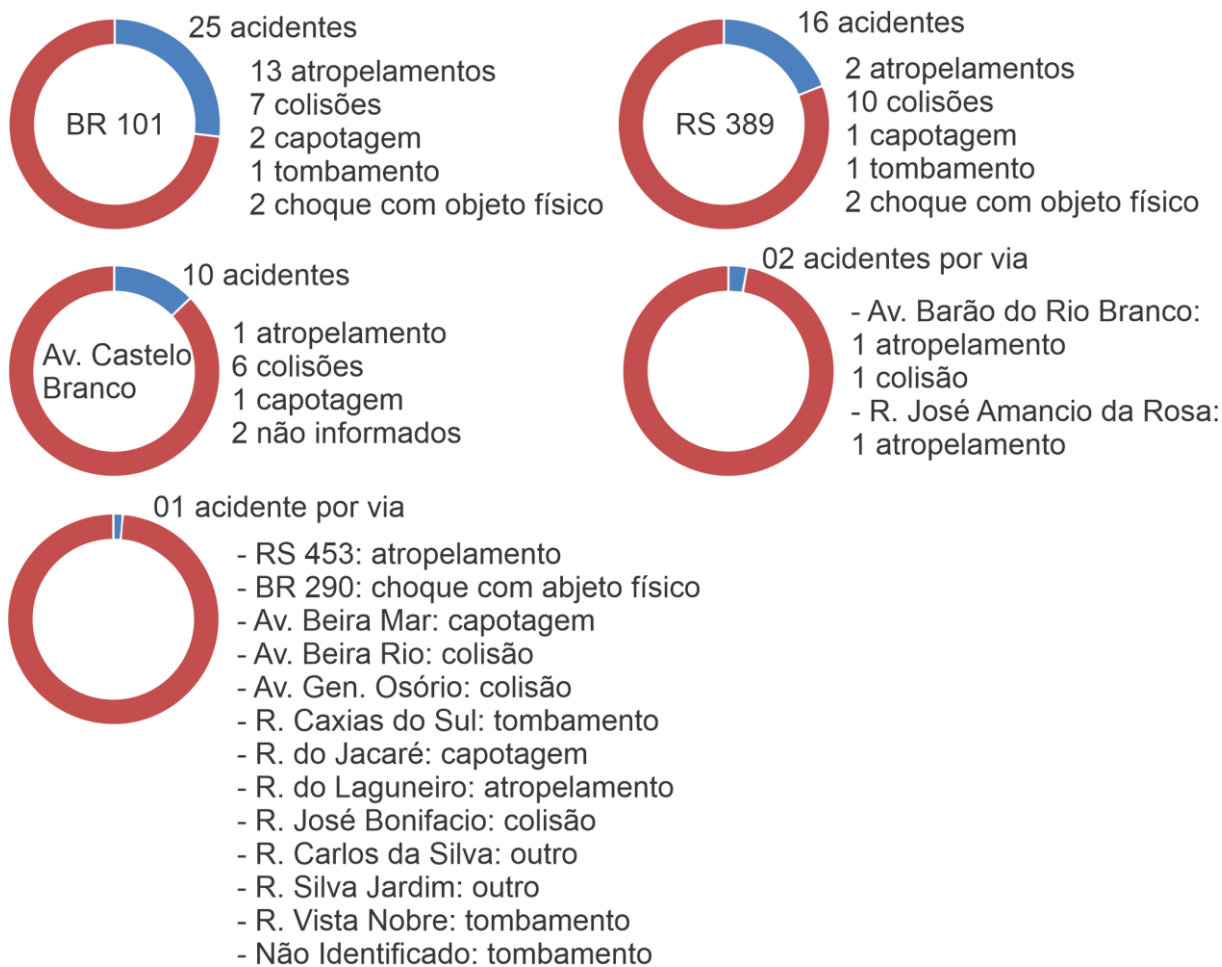 25 acidentes
BR 101
13 atropelamentos
7 colisões
2 capotagem
1 tombamento
2 choque com objeto físico
16 acidentes
RS 389
2 atropelamentos
10 colisões
1 capotagem
1 tombamento
2 choque com objeto físico
10 acidentes
Av. Castelo
Branco
1 atropelamento
6 colisões
1 capotagem
2 não informados
02 acidentes por via
- Av. Barão do Rio Branco:
1 atropelamento
1 colisão
- R. José Amancio da Rosa:
1 atropelamento
01 acidente por via
- RS 453: atropelamento
- BR 290: choque com abjeto físico
- Av. Beira Mar: capotagem
- Av. Beira Rio: colisão
- Av. Gen. Osório: colisão
- R. Caxias do Sul: tombamento
- R. do Jacaré: capotagem
- R. do Laguneiro: atropelamento
- R. José Bonifacio: colisão
- R. Carlos da Silva: outro
- R. Silva Jardim: outro
- R. Vista Nobre: tombamento
- Não Identificado: tombamento